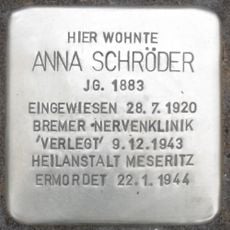 HIER WOHNTE
ANNA SCHRÖDER
JG. 1883
EINGEWIESEN 28.7.1920
BREMER NERVENKLINIK
'VERLEGT' 9.12.1943
HEILANSTALT MESERITZ
ERMORDET 22.1.1944